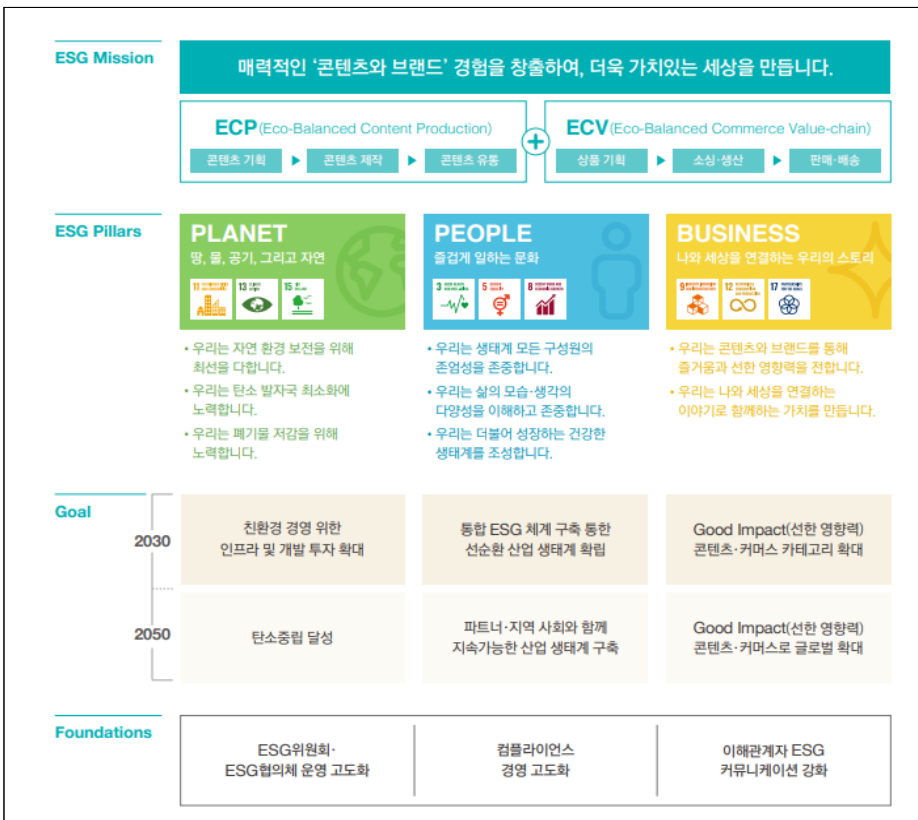 ESG Mission
매력적인 ‘콘텐츠와 브랜드’ 경험을 창출하여, 더욱 가치있는 세상을 만듭니다.
ECP(Eco-Balanced Content Production)
콘텐츠 기획 ▶ 콘텐츠 제작 ▶ 콘텐츠 유통
+
ECV(Eco-Balanced Commerce Value-chain)
상품 기획 ▶ 소싱·생산 ▶ 판매·배송
ESG Pillars
PLANET
땅, 물, 공기, 그리고 자연
11
13
15
• 우리는 자연 환경 보전을 위해
최선을 다합니다.
• 우리는 탄소 발자국 최소화에
노력합니다.
• 우리는 폐기물 저감을 위해
노력합니다.
PEOPLE
즐겁게 일하는 문화
3
5
8
• 우리는 생태계 모든 구성원의
존엄성을 존중합니다.
• 우리는 삶의 모습·생각의
다양성을 이해하고 존중합니다.
• 우리는 더불어 성장하는 건강한
생태계를 조성합니다.
BUSINESS
나와 세상을 연결하는 우리의 스토리
9
12
17
• 우리는 콘텐츠와 브랜드를 통해
즐거움과 선한 영향력을 전합니다.
• 우리는 나와 세상을 연결하는
이야기로 함께하는 가치를 만듭니다.
Goal
2030
친환경 경영 위한
인프라 및 개발 투자 확대
통합 ESG 체계 구축 통한
선순환 산업 생태계 확립
Good Impact(선한 영향력)
콘텐츠·커머스 카테고리 확대
2050
탄소중립 달성
파트너·지역 사회와 함께
지속가능한 산업 생태계 구축
Good Impact(선한 영향력)
콘텐츠·커머스로 글로벌 확대
Foundations
ESG위원회·
ESG협의체 운영 고도화
컴플라이언스
경영 고도화
이해관계자 ESG
커뮤니케이션 강화